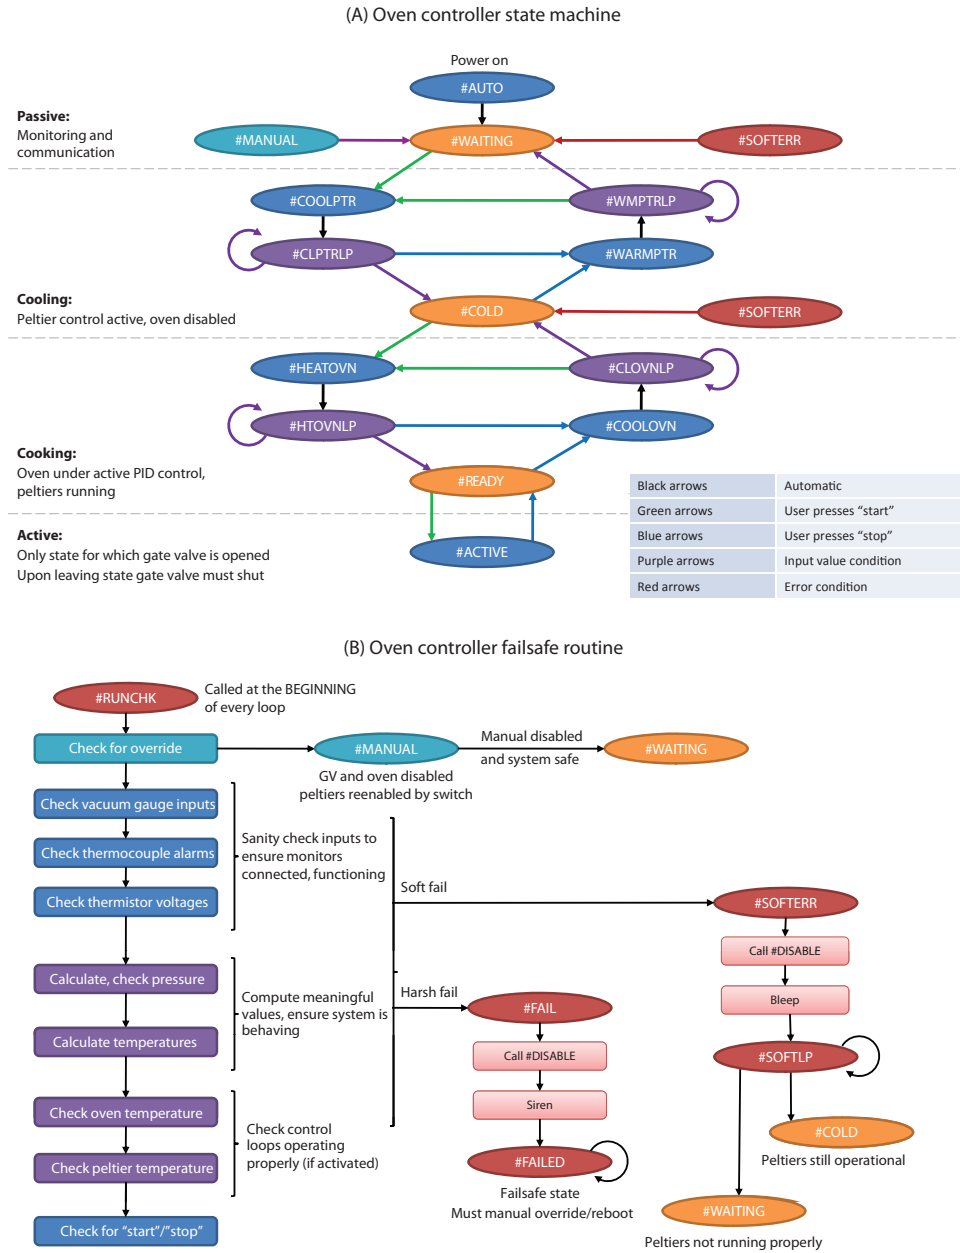 (A) Oven controller state machine
Power on
#AUTO
Passive:
Monitoring and
communication
#MANUAL
#WAITING
#SOFTERR
#COOLPTR
#WMPTRLP
#CLPTRLP
#WARMPTR
Cooling:
Peltier control active, oven disabled
#COLD
#SOFTERR
#HEATOVN
#CLOVNLP
#HTOVNLP
#COOLOVN
Cooking:
Oven under active PID control,
peltiers running
#READY
Active:
Only state for which gate valve is opened
Upon leaving state gate valve must shut
#ACTIVE
Black arrows Automatic
Green arrows User presses “start”
Blue arrows User presses “stop”
Purple arrows Input value condition
Red arrows Error condition
(B) Oven controller failsafe routine
#RUNCHK
Called at the BEGINNING
of every loop
Check for override
#MANUAL
Manual disabled
and system safe
#WAITING
GV and oven disabled
peltiers reenabled by switch
Check vacuum gauge inputs
Check thermocouple alarms
Check thermistor voltages
Sanity check inputs to
ensure monitors
connected, functioning
Soft fail
#SOFTERR
Call #DISABLE
Bleep
#SOFTLP
#COLD
Peltiers still operational
#WAITING
Peltiers not running properly
Calculate, check pressure
Calculate temperatures
Compute meaningful
values, ensure system is
behaving
Harsh fail
#FAIL
Call #DISABLE
Siren
#FAILED
Failsafe state
Must manual override/reboot
Check oven temperature
Check peltier temperature
Check control
loops operating
properly (if activated)
Check for “start”/”stop”